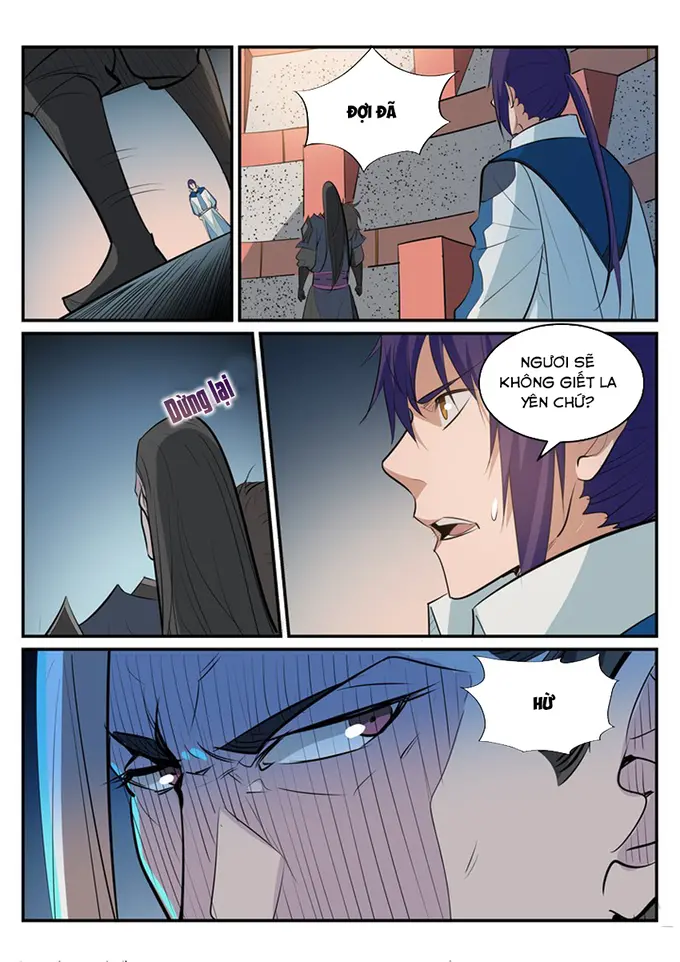 ĐỢI ĐÃ
Dừng lại
NGƯƠI SẼ
KHÔNG GIẾT LA
YÊN CHỨ?
HỪ